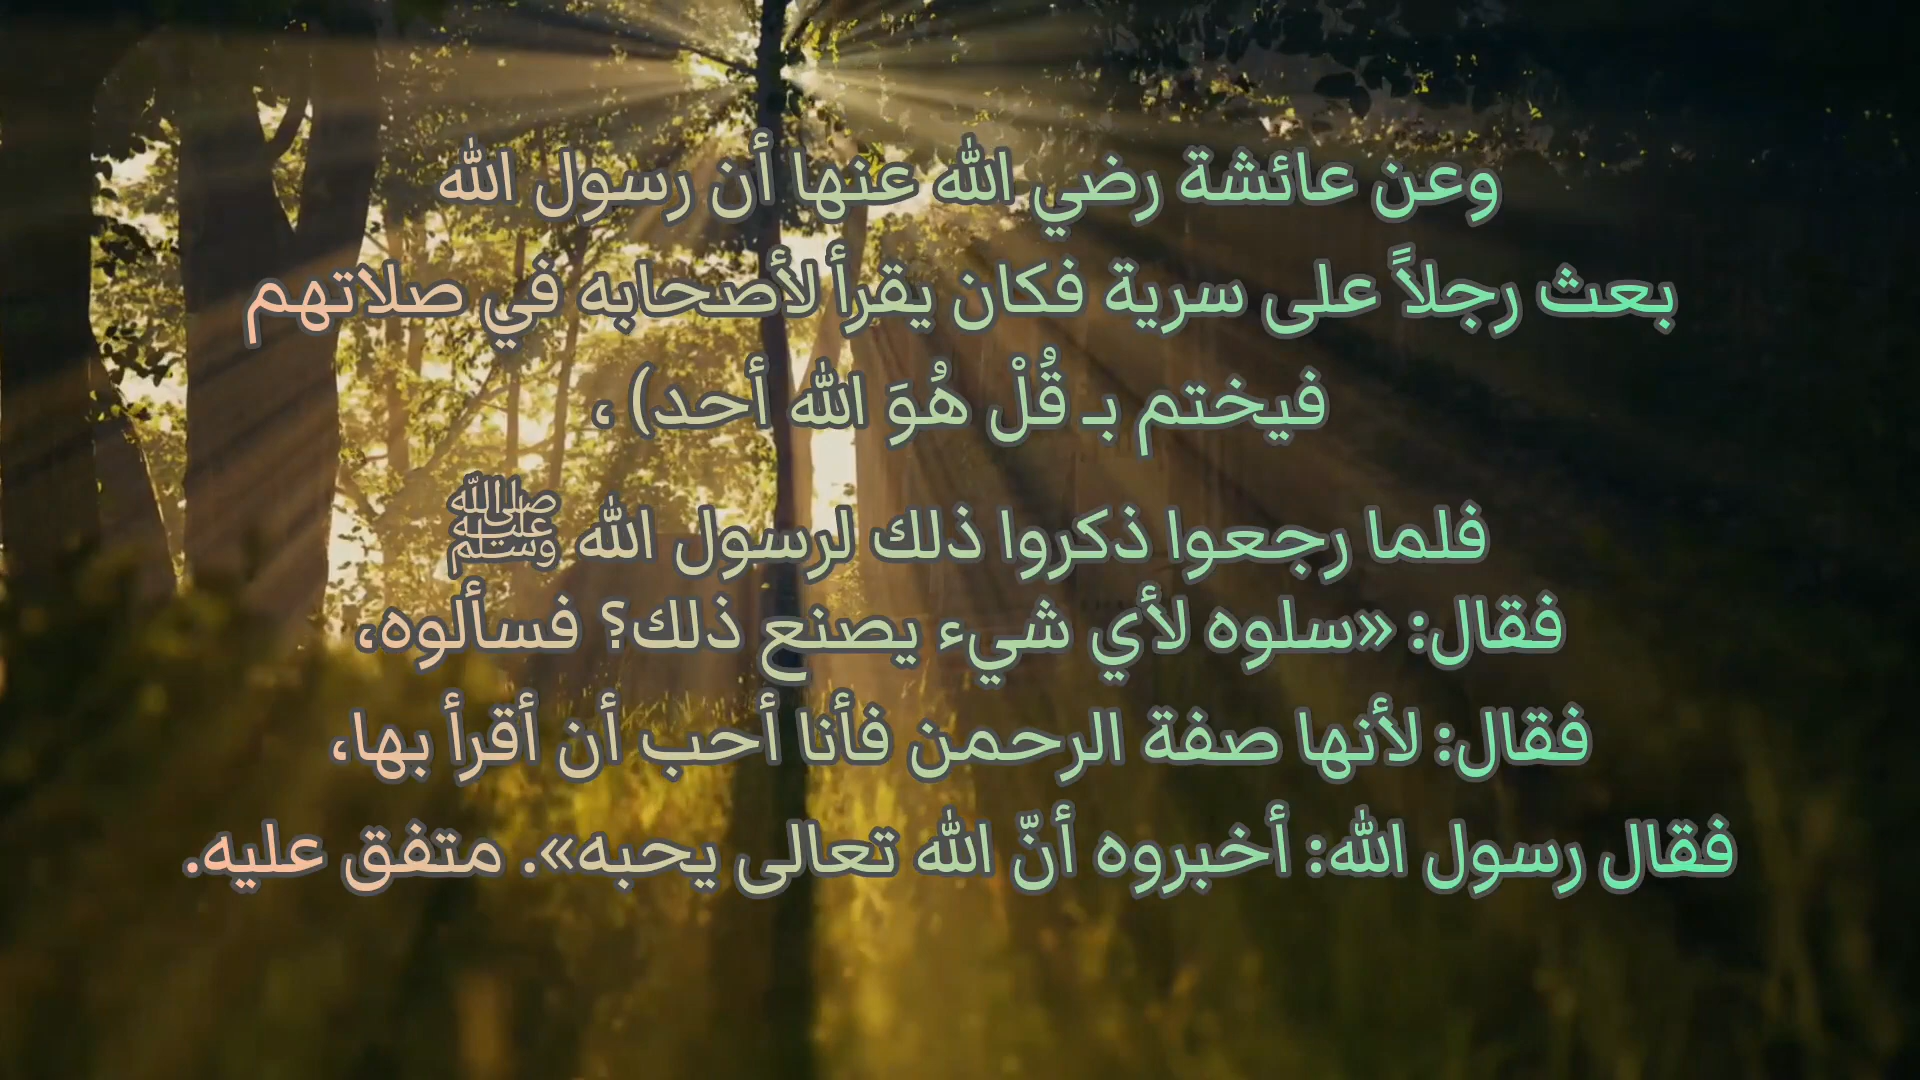 وعن عائشة رضي الله عنها أن رسول الله
بعث رجلاً على سرية فكان يقرأ لأصحابه في صلاتهم
فيختم بـ قُلْ هُوَ الله أحد) ،
فلما رجعوا ذكروا ذلك لرسول الله ﷺ
فقال: «سلوه لأي شيء يصنع ذلك؟ فسألوه،
فقال: لأنها صفة الرحمن فأنا أحب أن أقرأ بها،
فقال رسول الله: أخبروه أنّ الله تعالى يحبه». متفق عليه.